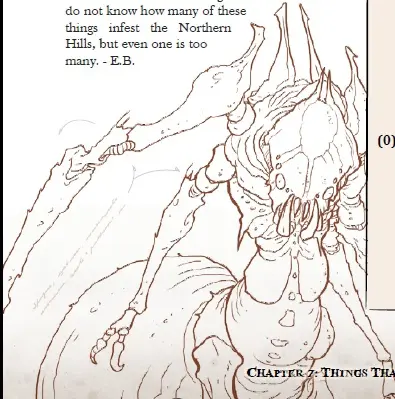 do not know how many of these
things infest the Northern
Hills, but even one is too
many. - E.B.
(0)
CHAPTER 7: THINGS THA